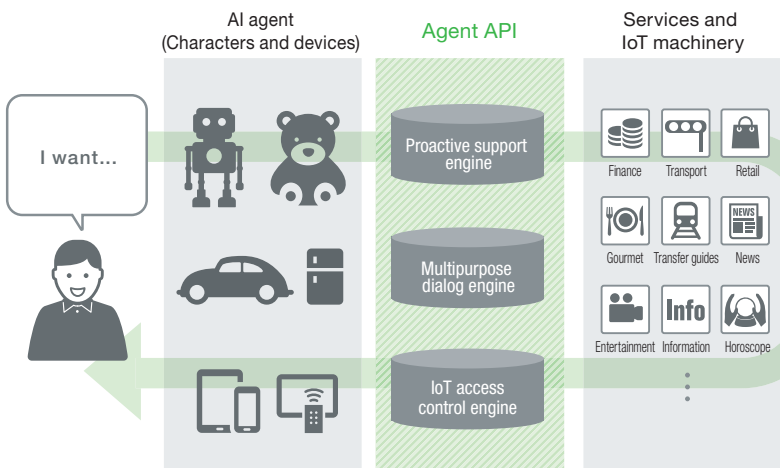 AI agent
(Characters and devices)
Agent API
Services and
IoT machinery
I want...
Proactive support
engine
Multipurpose
dialog engine
IoT access
control engine
Finance
Transport
Retail
NEWS
Gourmet
Transfer guides
News
Info
Entertainment
Information
Horoscope